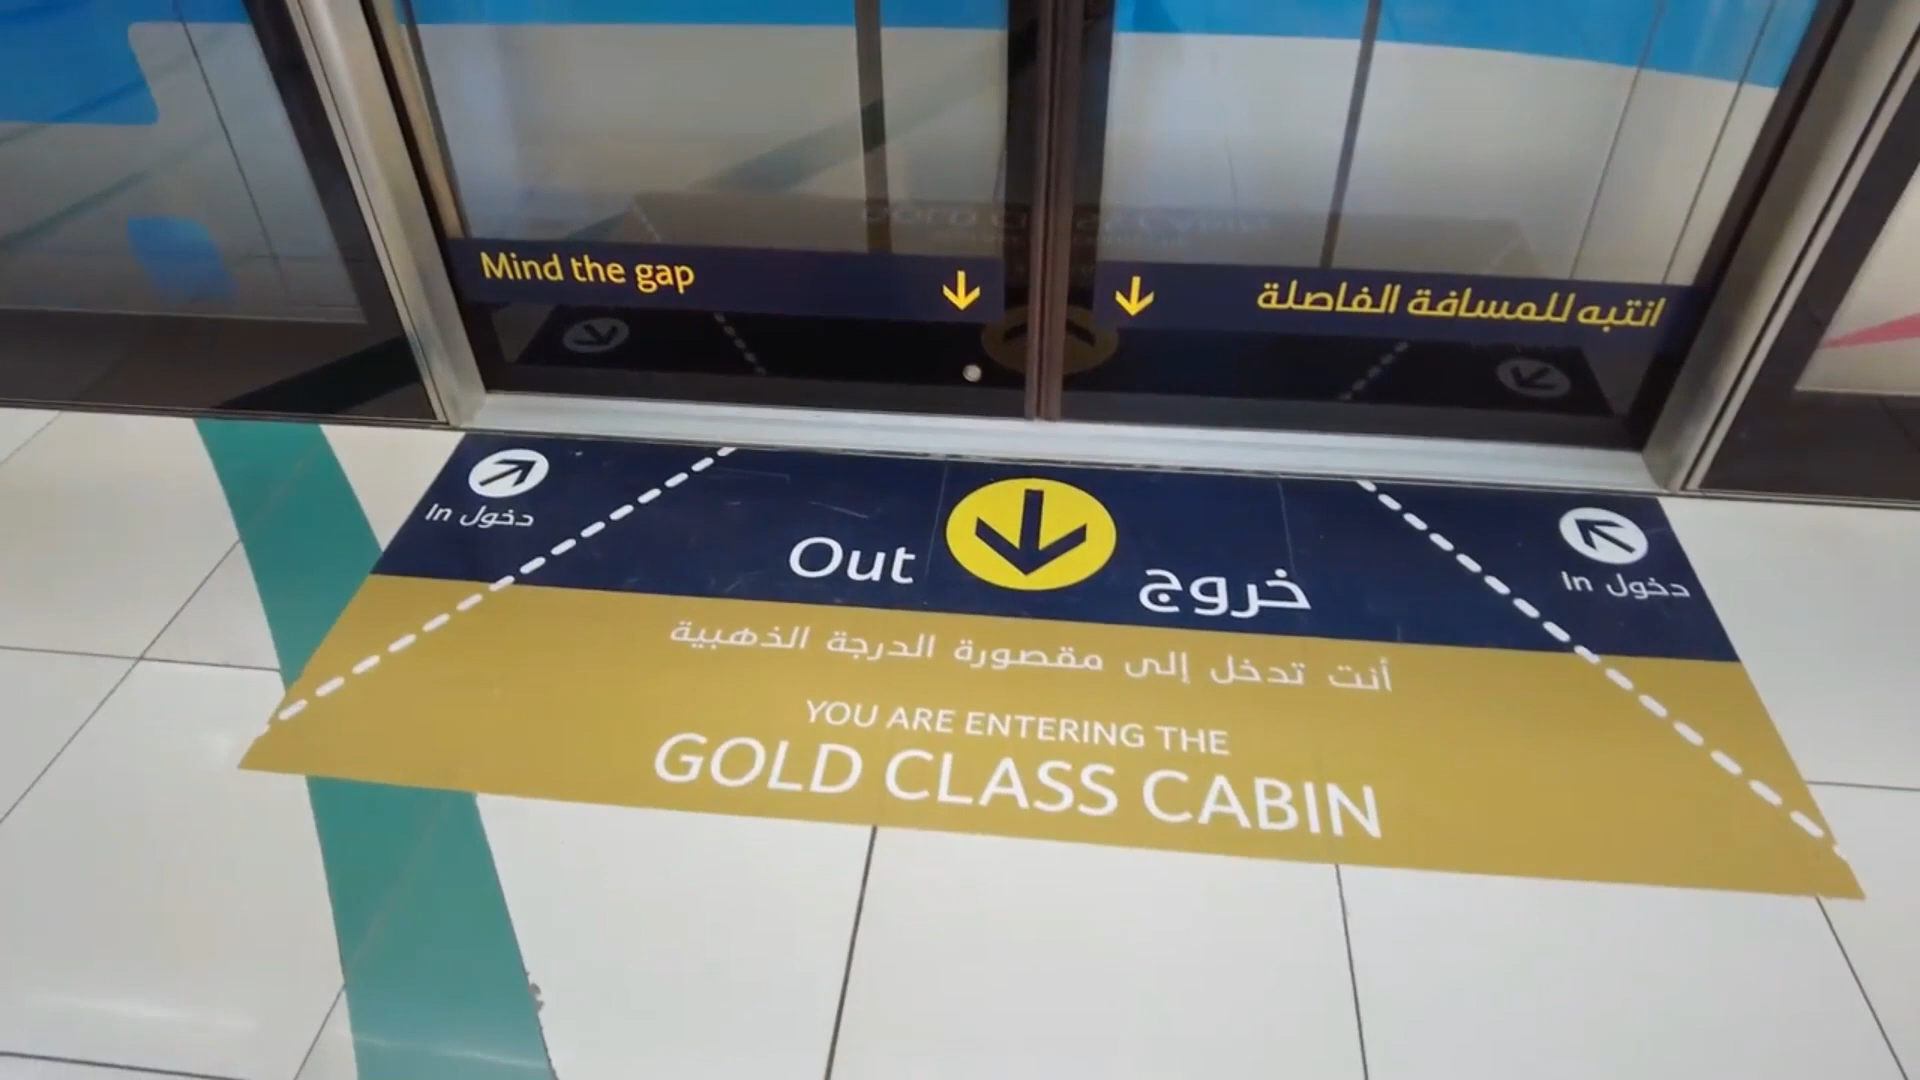 Mind the gap
انتبه للمسافة الفاصلة
In دخول
Out
خروج
In دخول
أنت تدخل إلى مقصورة الدرجة الذهبية
YOU ARE ENTERING THE
GOLD CLASS CABIN